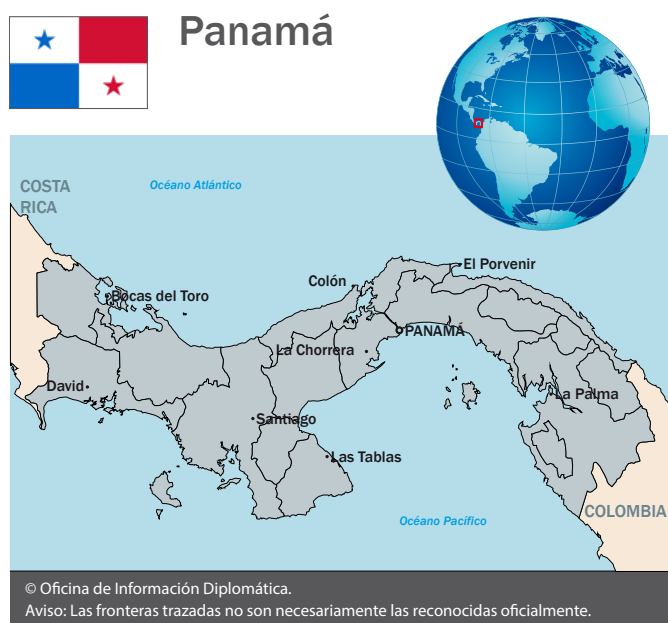 Panamá
COSTA
RICA
Océano Atlántico
El Porvenir
Colón
Bocas del Toro
PANAMÁ
La Chorrera
David
La Palma
Santiago
Las Tablas
COLOMBIA
Océano Pacífico
© Oficina de Información Diplomática.
Aviso: Las fronteras trazadas no son necesariamente las reconocidas oficialmente.